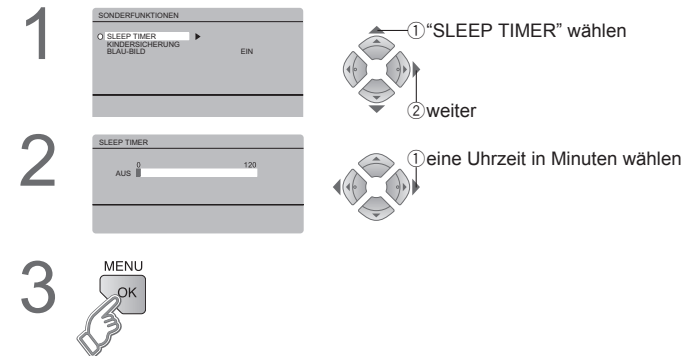 1
SONDERFUNKTIONEN
SLEEP TIMER
KINDERSICHERUNG
BLAU-BILD EIN
①“SLEEP TIMER” wählen
②weiter
2
SLEEP TIMER
0 120
AUS
①eine Uhrzeit in Minuten wählen
3
MENU
OK